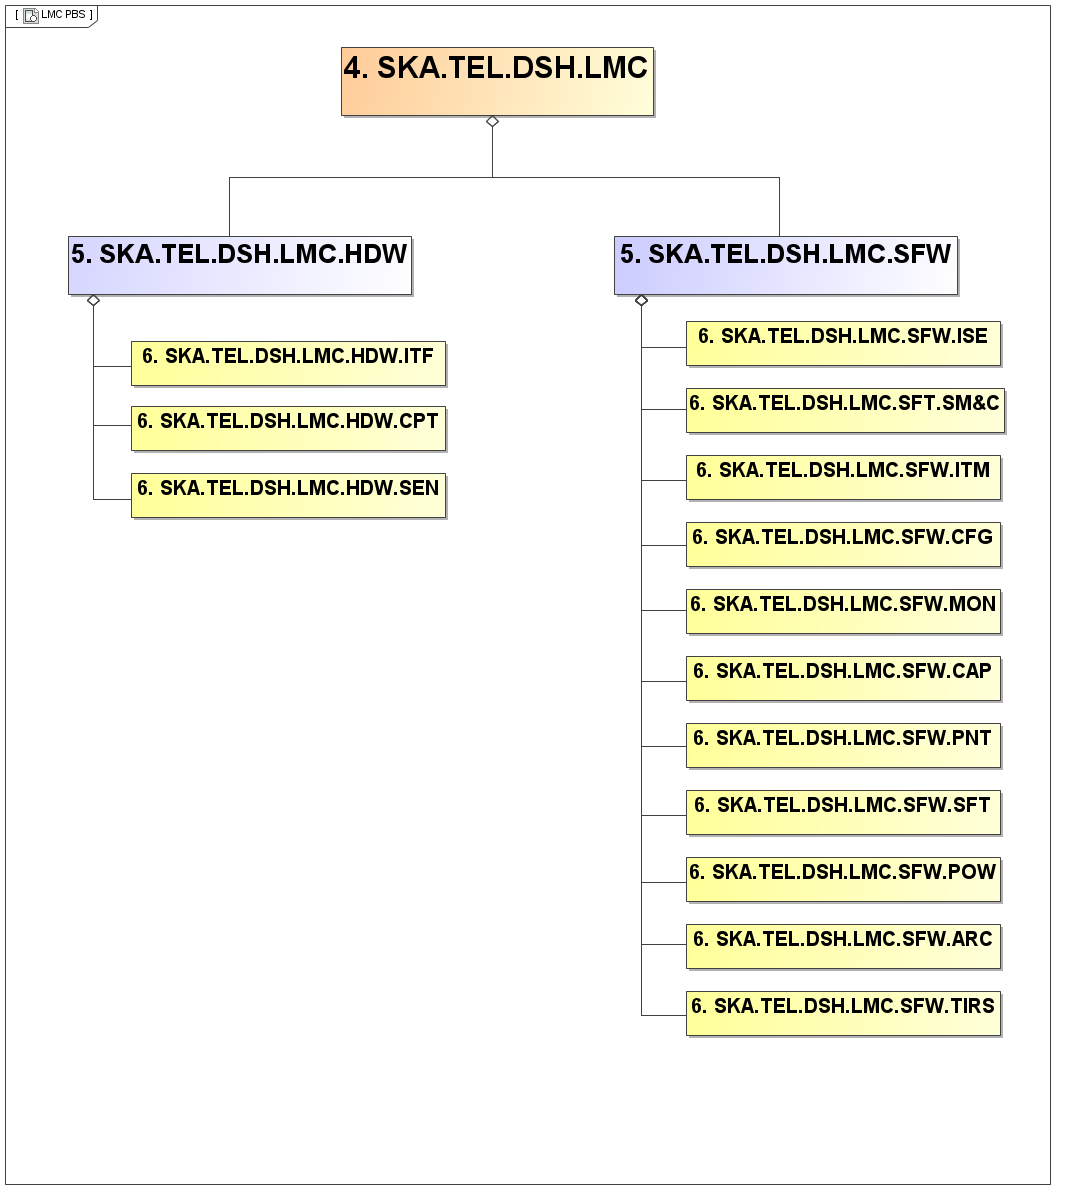 [ LMC PBS ]
4. SKA.TEL.DSH.LMC
5. SKA.TEL.DSH.LMC.HDW
6. SKA.TEL.DSH.LMC.HDW.ITF
6. SKA.TEL.DSH.LMC.HDW.CPT
6. SKA.TEL.DSH.LMC.HDW.SEN
5. SKA.TEL.DSH.LMC.SFW
6. SKA.TEL.DSH.LMC.SFW.ISE
6. SKA.TEL.DSH.LMC.SFT.SM&C
6. SKA.TEL.DSH.LMC.SFW.ITM
6. SKA.TEL.DSH.LMC.SFW.CFG
6. SKA.TEL.DSH.LMC.SFW.MON
6. SKA.TEL.DSH.LMC.SFW.CAP
6. SKA.TEL.DSH.LMC.SFW.PNT
6. SKA.TEL.DSH.LMC.SFW.SFT
6. SKA.TEL.DSH.LMC.SFW.POW
6. SKA.TEL.DSH.LMC.SFW.ARC
6. SKA.TEL.DSH.LMC.SFW.TIRS